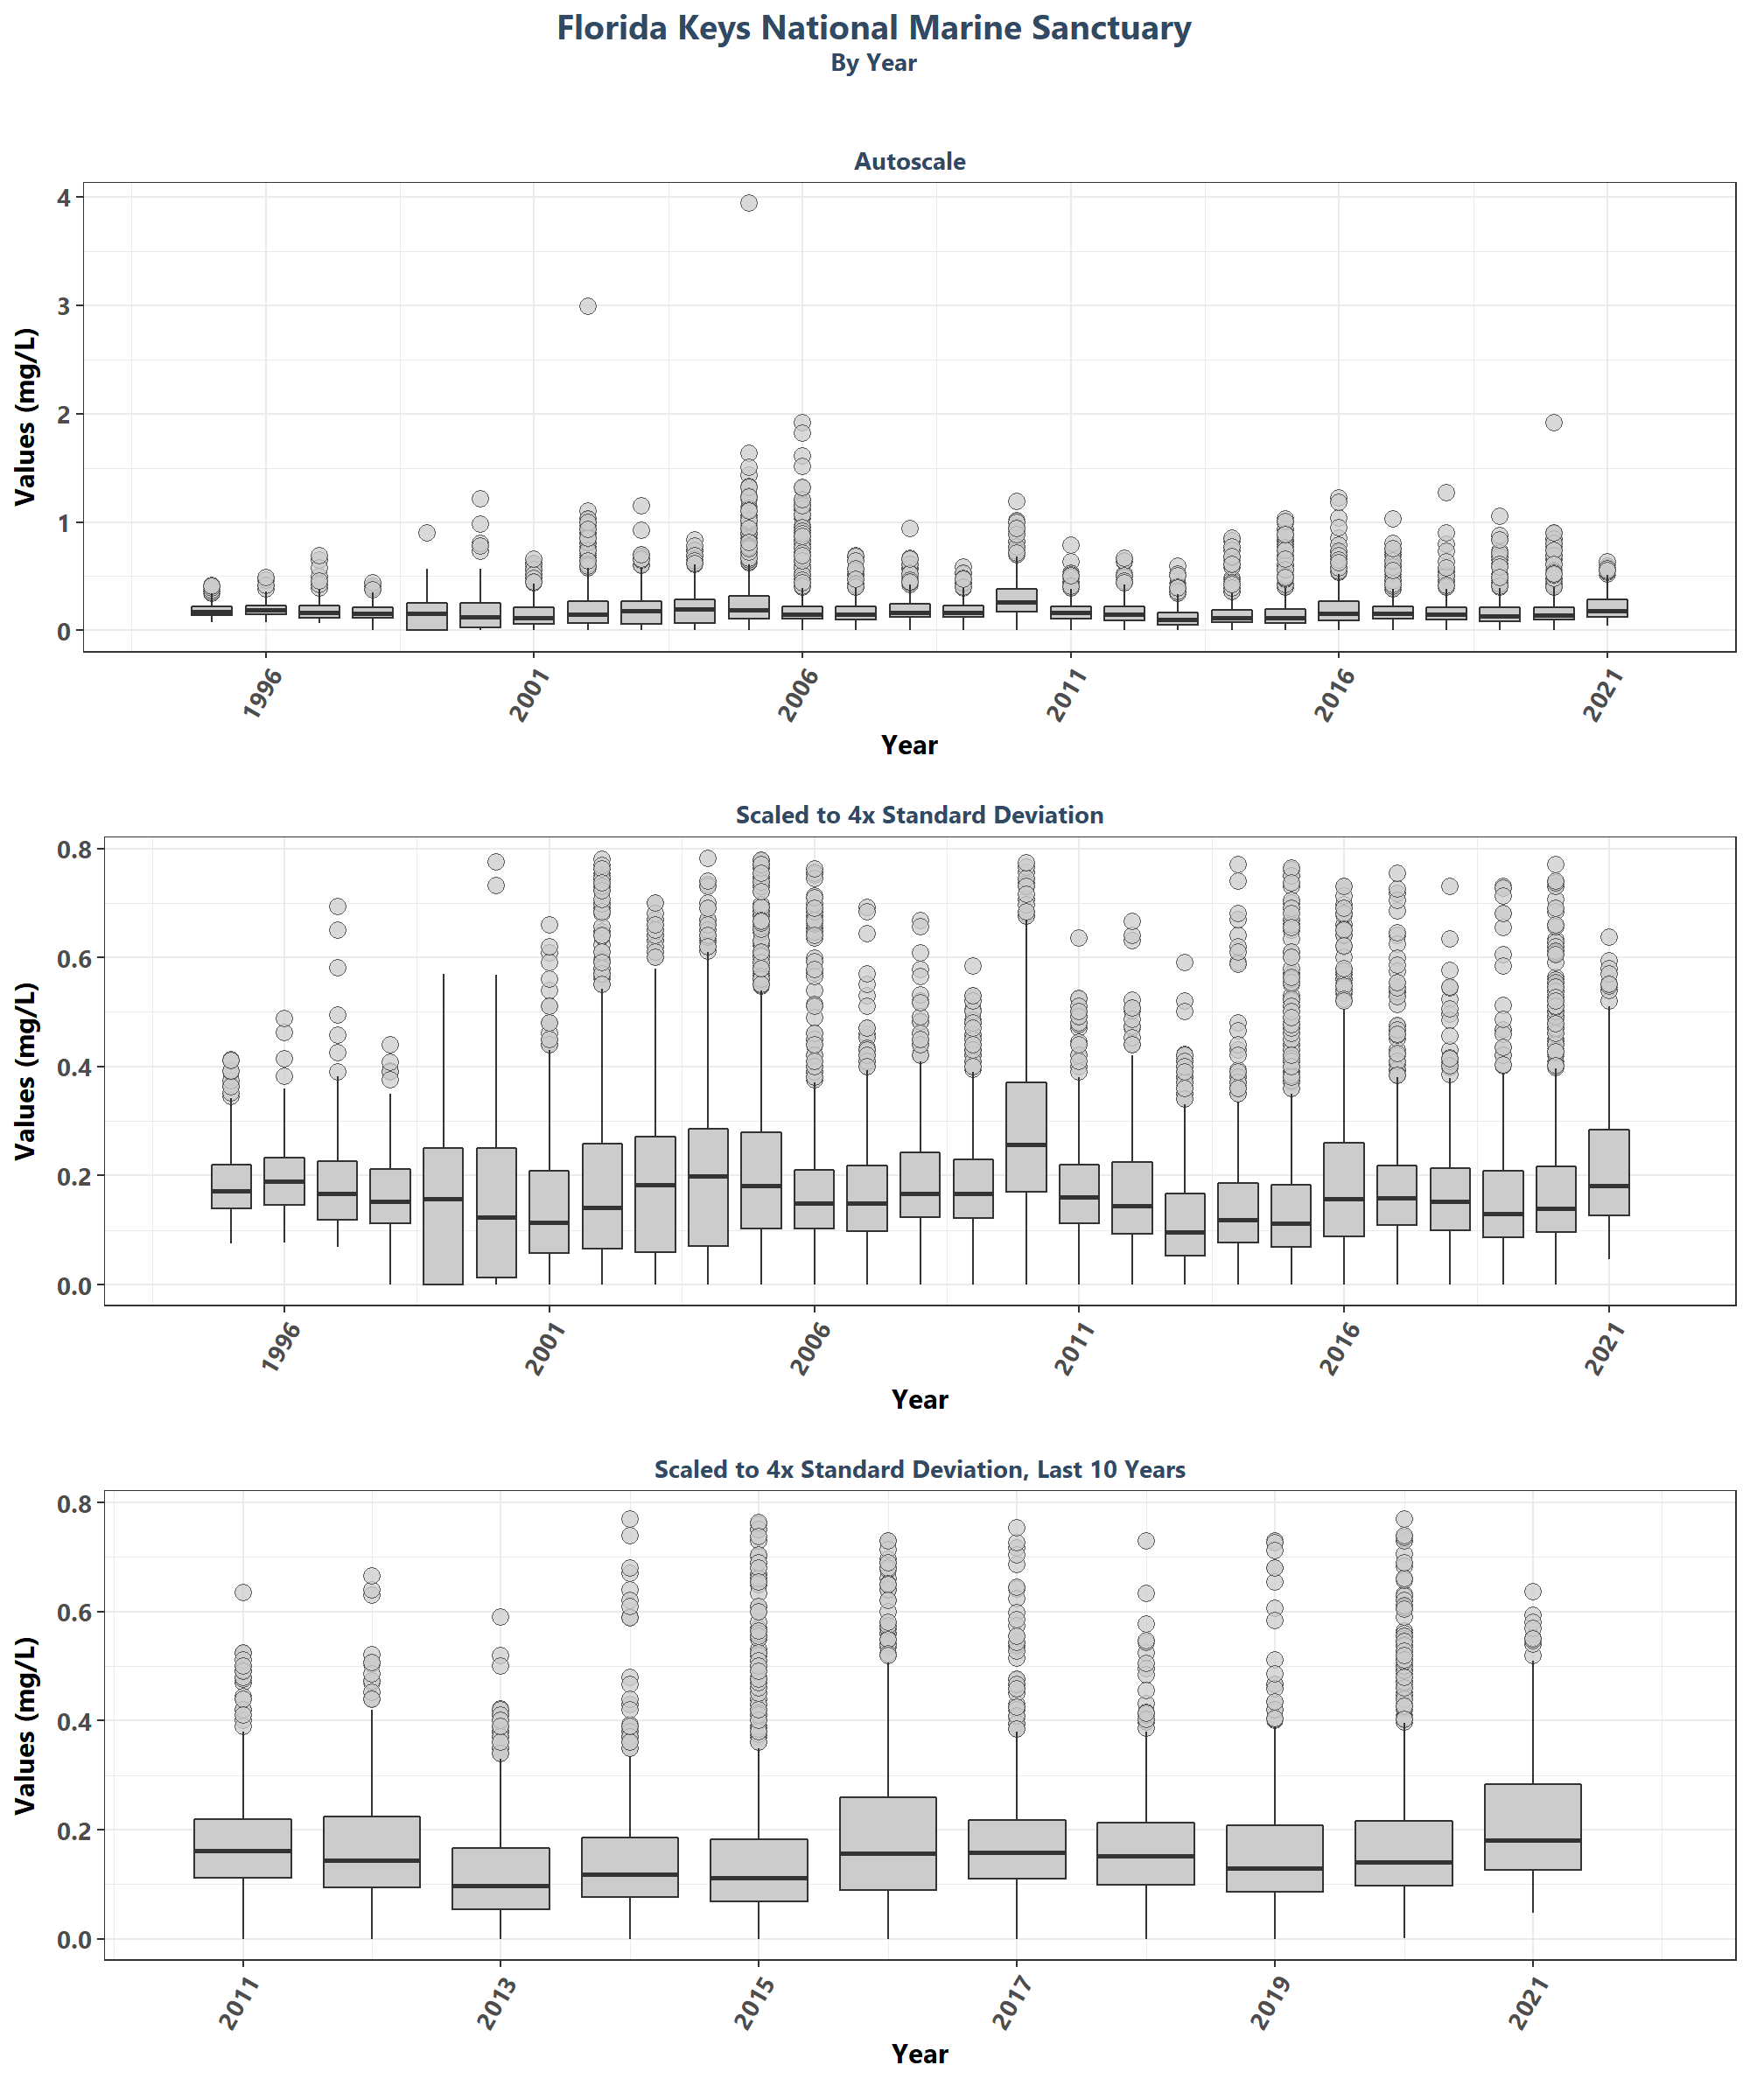 Florida Keys National Marine Sanctuary
By Year
Autoscale
Values (mg/L)
4
3
2
1
0
1996 2001 2006 2011 2016 2021
Year
Scaled to 4x Standard Deviation
Values (mg/L)
0.8
0.6
0.4
0.2
0.0
1996 2001 2006 2011 2016 2021
Year
Scaled to 4x Standard Deviation, Last 10 Years
Values (mg/L)
0.8
0.6
0.4
0.2
0.0
2011 2013 2015 2017 2019 2021
Year